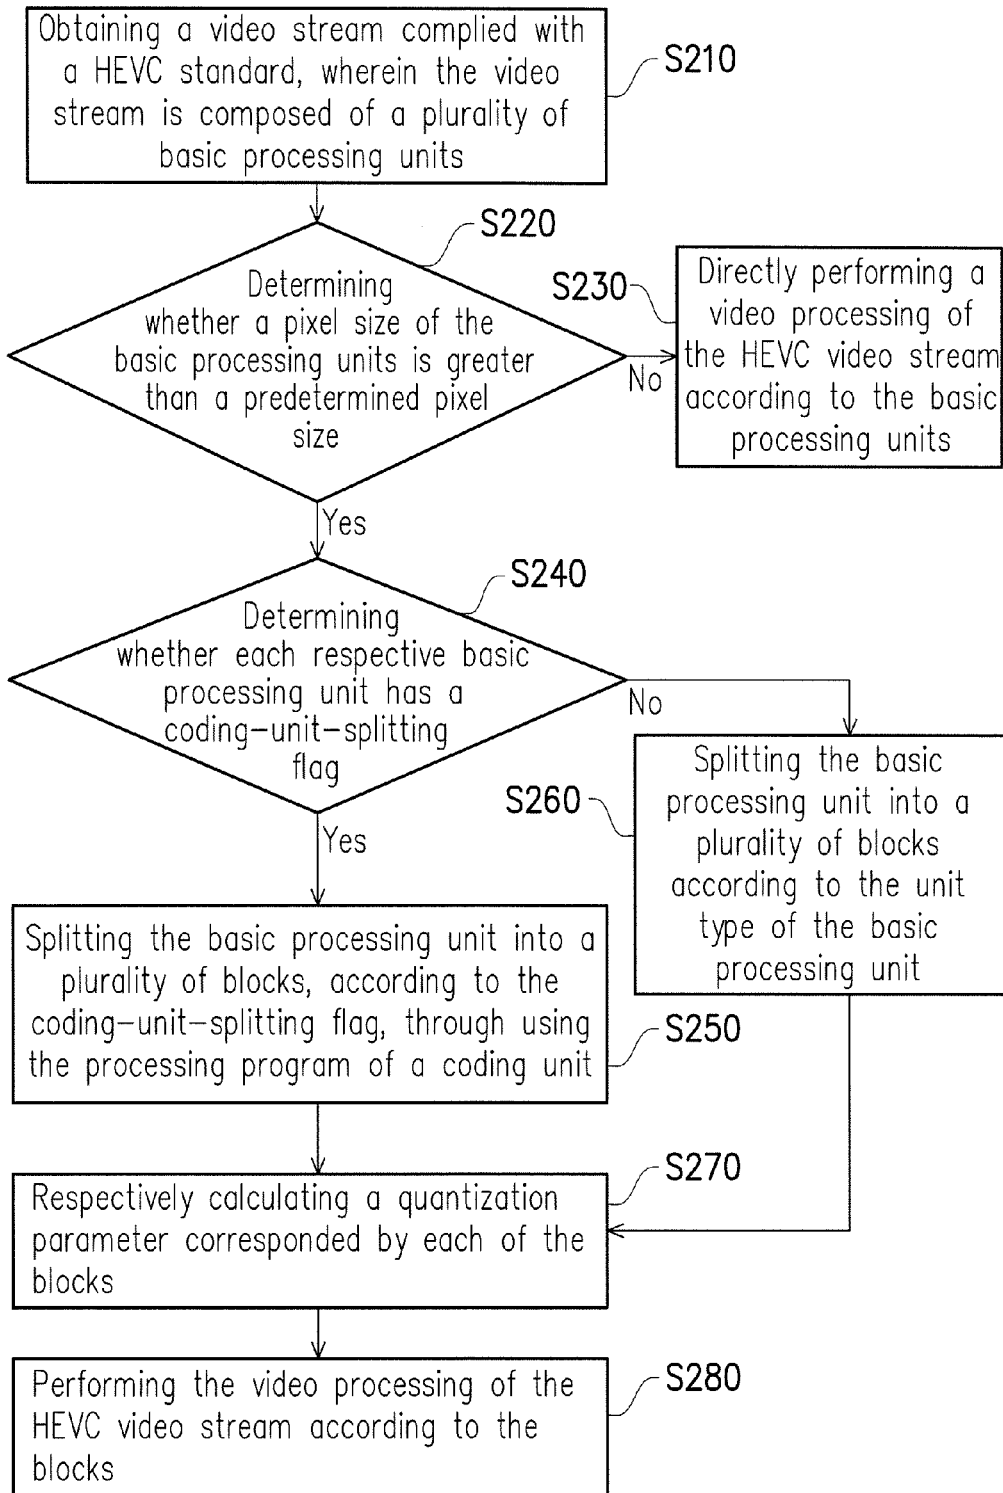 Obtaining a video stream complied with
a HEVC standard, wherein the video
stream is composed of a plurality of
basic processing units
S210
S220
Determining
whether a pixel size of the
basic processing units is greater
than a predetermined pixel
size
No
S230
Directly performing a
video processing of
the HEVC video stream
according to the basic
processing units
Yes
S240
Determining
whether each respective basic
processing unit has a
coding-unit-splitting
flag
No
Yes
S260
Splitting the basic
processing unit into a
plurality of blocks
according to the unit
type of the basic
processing unit
Splitting the basic processing unit into a
plurality of blocks, according to the
coding-unit-splitting flag, through using
the processing program of a coding unit
S250
S270
Respectively calculating a quantization
parameter corresponded by each of the
blocks
S280
Performing the video processing of the
HEVC video stream according to the
blocks